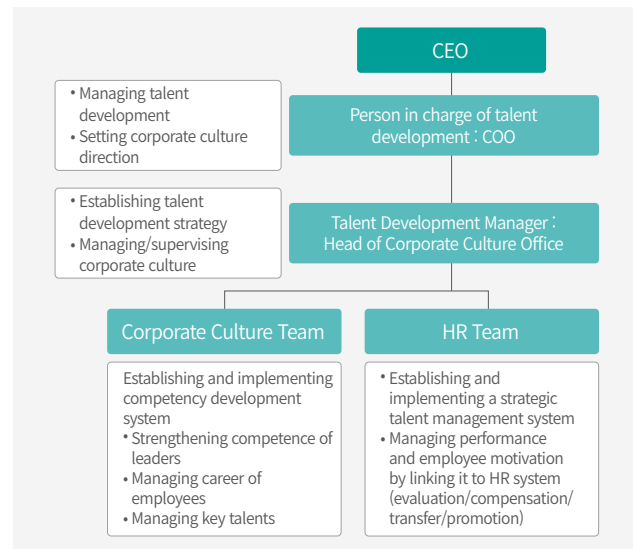 CEO
• Managing talent
development
• Setting corporate culture
direction
Person in charge of talent
development : COO
• Establishing talent
development strategy
• Managing/supervising
corporate culture
Talent Development Manager :
Head of Corporate Culture Office
Corporate Culture Team
Establishing and implementing
competency development
system
• Strengthening competence of
leaders
• Managing career of
employees
• Managing key talents
HR Team
• Establishing and
implementing a strategic
talent management system
• Managing performance
and employee motivation
by linking it to HR system
(evaluation/compensation/
transfer/promotion)